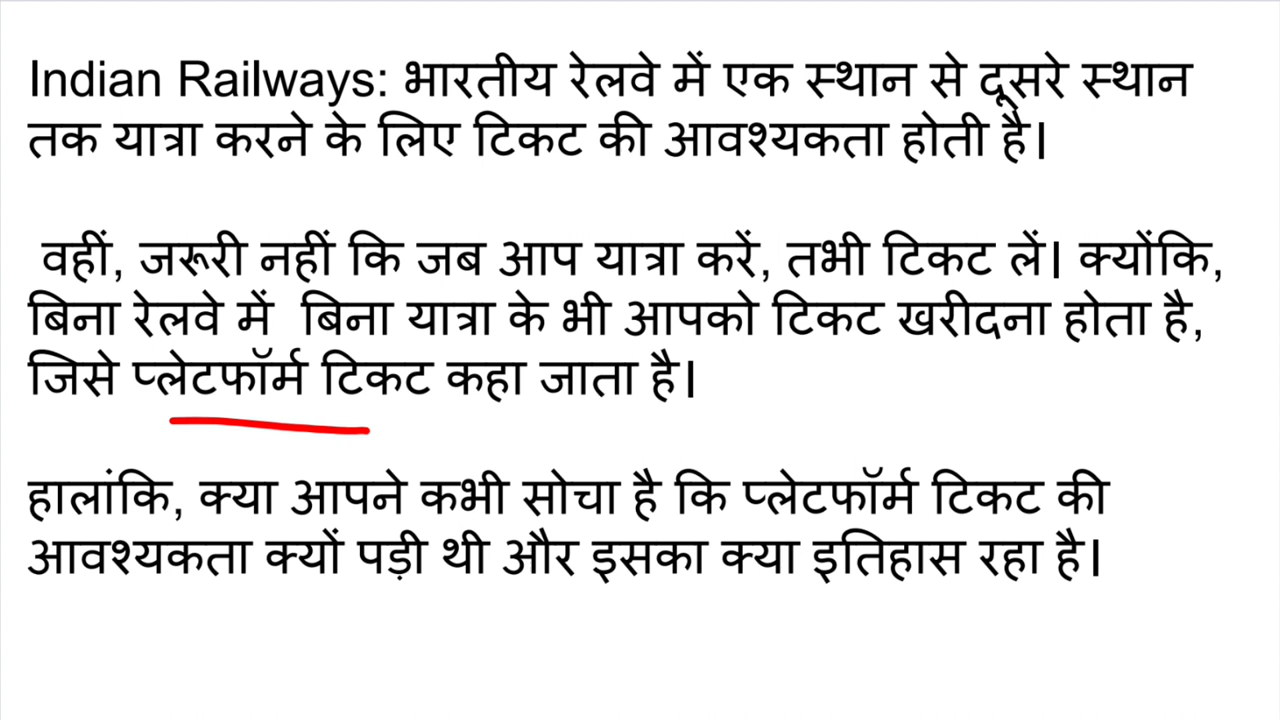 Indian Railways: भारतीय रेलवे में एक स्थान से दूसरे स्थान
तक यात्रा करने के लिए टिकट की आवश्यकता होती है।
वहीं, जरूरी नहीं कि जब आप यात्रा करें, तभी टिकट लें। क्योंकि,
बिना रेलवे में बिना यात्रा के भी आपको टिकट खरीदना होता है,
जिसे प्लेटफॉर्म टिकट कहा जाता है।
हालांकि, क्या आपने कभी सोचा है कि प्लेटफॉर्म टिकट की
आवश्यकता क्यों पड़ी थी और इसका क्या इतिहास रहा है।